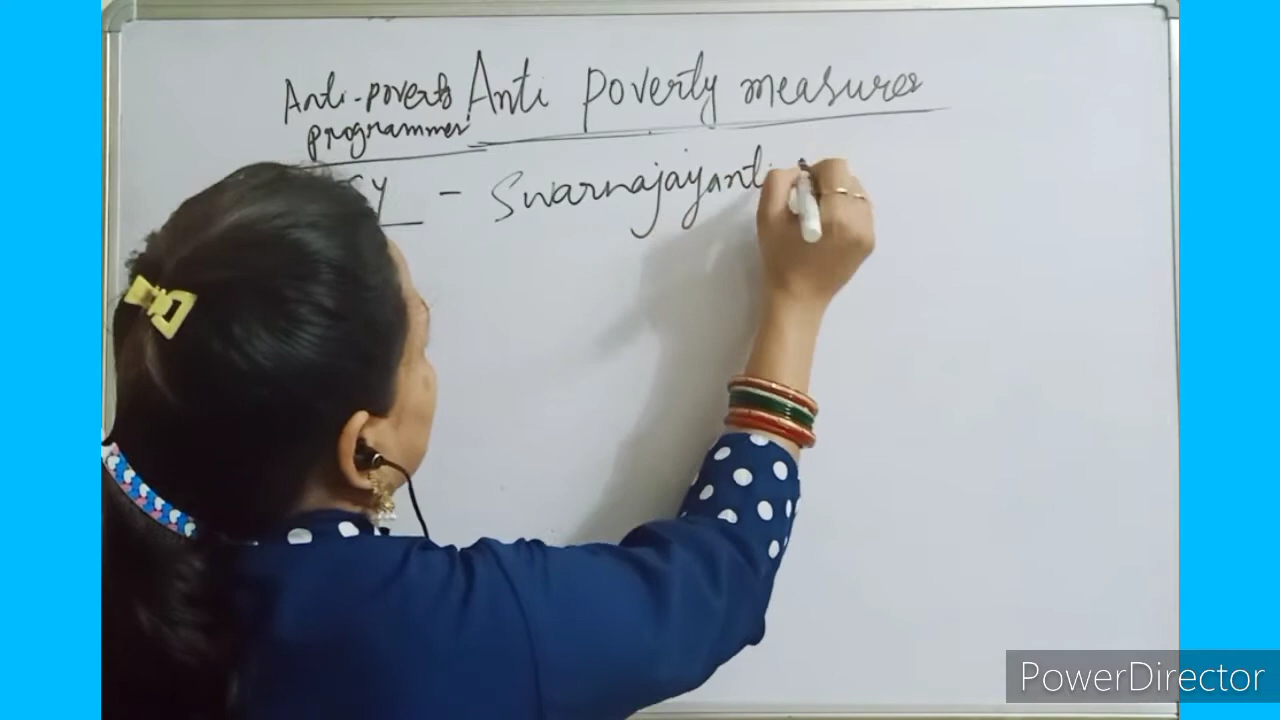 Anti poverty measures
Anti-poverty
programmes
SY - Swarnajayanti
PowerDirector